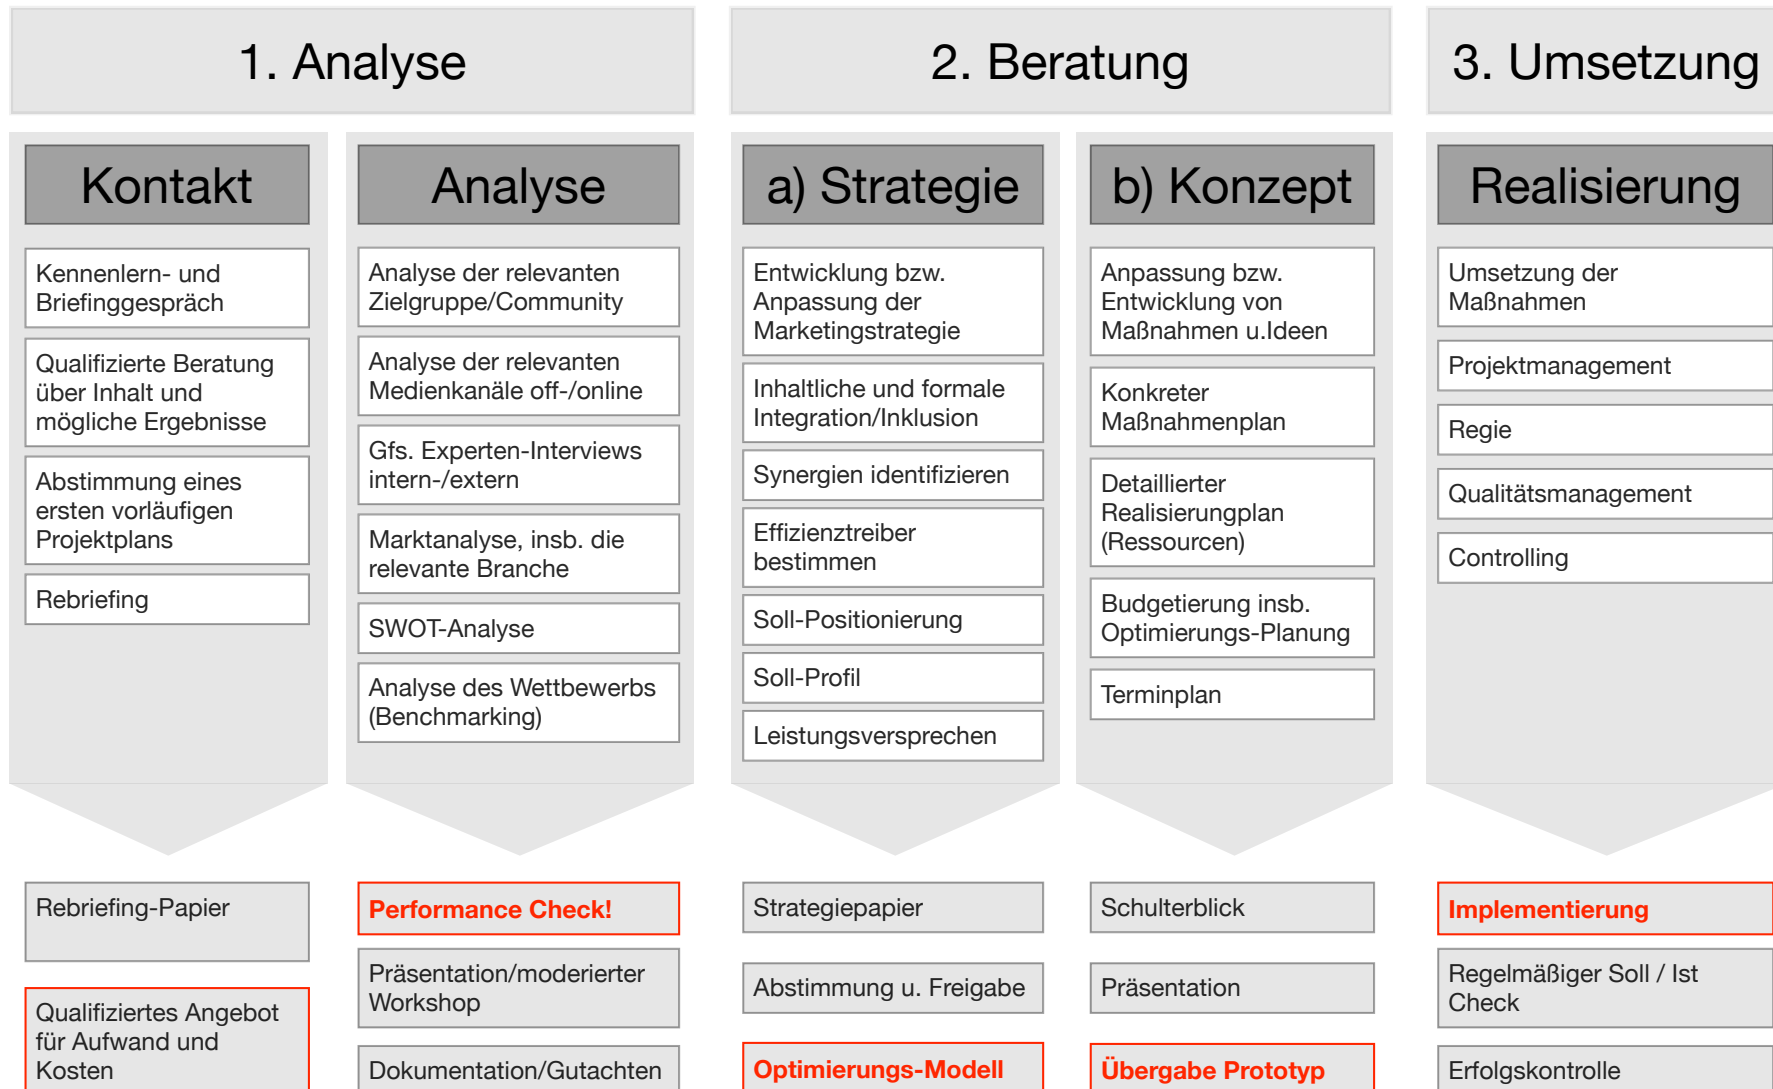 1. Analyse
2. Beratung
3. Umsetzung
Kontakt
Kennenlern- und
Briefinggespräch
Qualifizierte Beratung
über Inhalt und
mögliche Ergebnisse
Abstimmung eines
ersten vorläufigen
Projektplans
Rebriefing
Rebriefing-Papier
Qualifiziertes Angebot
für Aufwand und
Kosten
Analyse
Analyse der relevanten
Zielgruppe/Community
Analyse der relevanten
Medienkanäle off-/online
Gfs. Experten-Interviews
intern-/extern
Marktanalyse, insb. die
relevante Branche
SWOT-Analyse
Analyse des Wettbewerbs
(Benchmarking)
Performance Check!
Präsentation/moderierter
Workshop
Dokumentation/Gutachten
a) Strategie
Entwicklung bzw.
Anpassung der
Marketingstrategie
Inhaltliche und formale
Integration/Inklusion
Synergien identifizieren
Effizienztreiber
bestimmen
Soll-Positionierung
Soll-Profil
Leistungsversprechen
Strategiepapier
Abstimmung u. Freigabe
Optimierungs-Modell
b) Konzept
Anpassung bzw.
Entwicklung von
Maßnahmen u.Ideen
Konkreter
Maßnahmenplan
Detaillierter
Realisierungplan
(Ressourcen)
Budgetierung insb.
Optimierungs-Planung
Terminplan
Schulterblick
Präsentation
Übergabe Prototyp
Realisierung
Umsetzung der
Maßnahmen
Projektmanagement
Regie
Qualitätsmanagement
Controlling
Implementierung
Regelmäßiger Soll / Ist
Check
Erfolgskontrolle